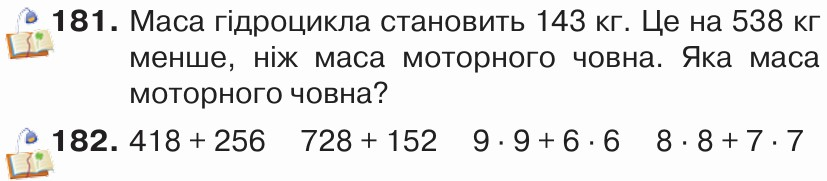 181. Маса гідроцикла становить 143 кг. Це на 538 кг
менше, ніж маса моторного човна. Яка маса
моторного човна?
182. 418 + 256 728 + 152 9 · 9 + 6 · 6 8 · 8 + 7 · 7